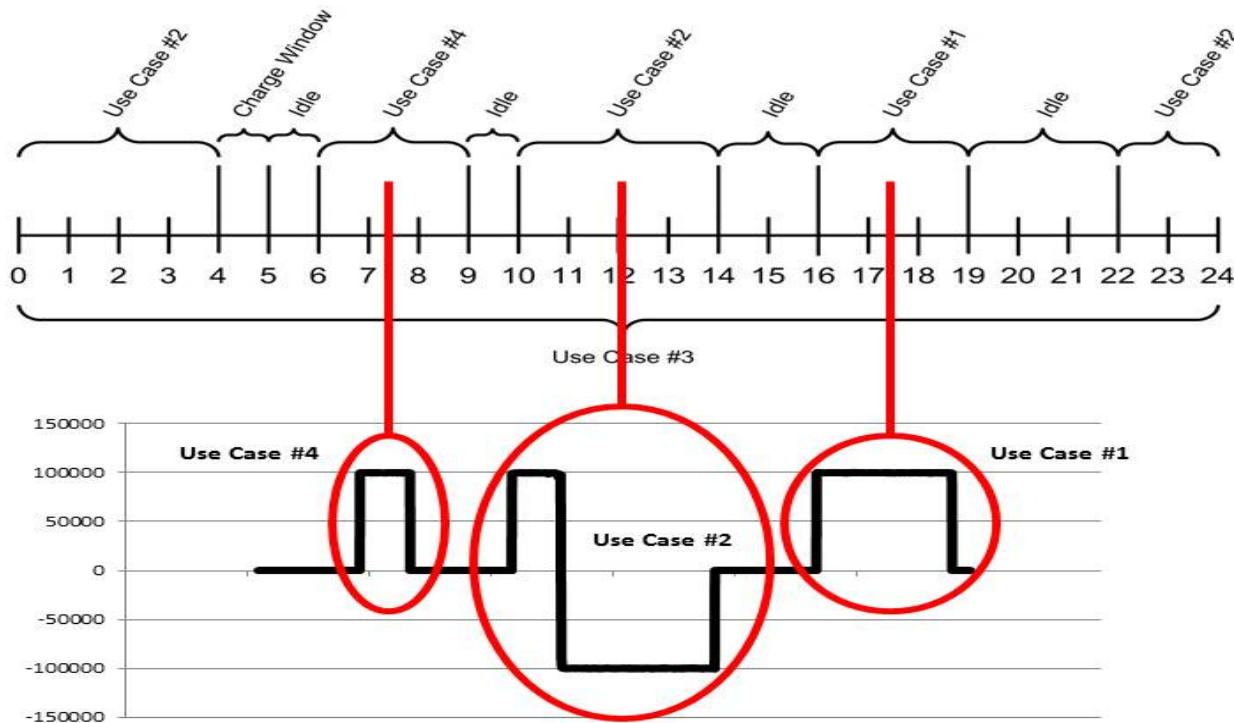 Use Case #2
Charge Window
Idle
Use Case #4
Idle
Use Case #2
Idle
Use Case #1
Idle
Use Case #2
0 1 2 3 4 5 6 7 8 9 10 11 12 13 14 15 16 17 18 19 20 21 22 23 24
Use Case #3
150000
Use Case #4
Use Case #1
100000
50000
Use Case #2
0
-50000
-100000
-150000